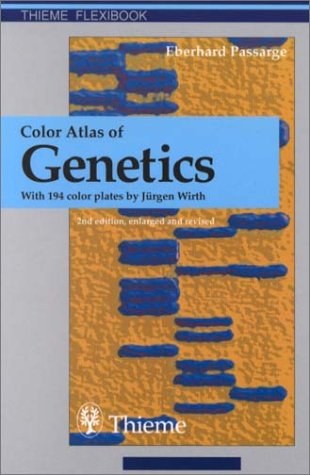 THIEME FLEXIBOOK
Eberhard Passarge
Color Atlas of
Genetics
With 194 color plates by Jürgen Wirth
2nd edition, enlarged and revised
Thieme